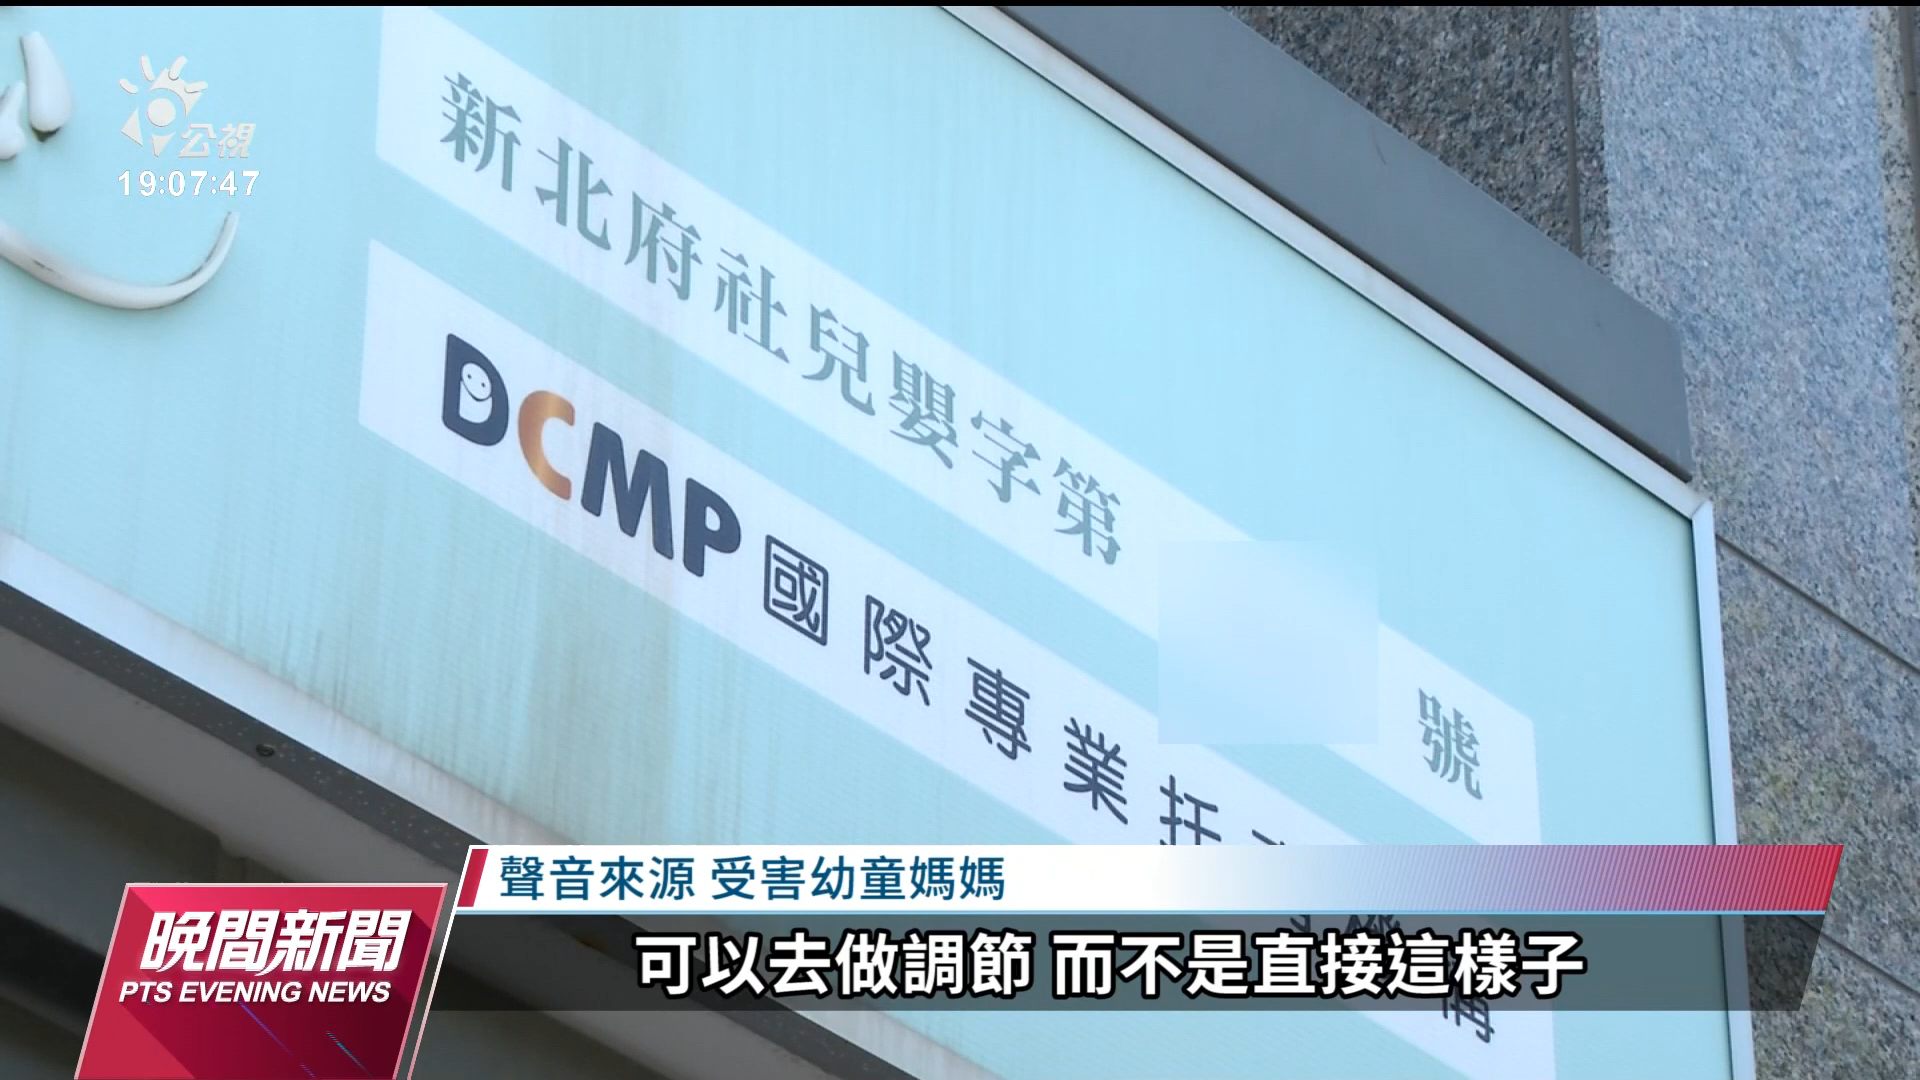 公視
19:07:47
新北府社兒嬰字第 號
DCMP國際專業托
聲音來源 受害幼童媽媽
可以去做調節 而不是直接這樣子
晚間新聞
PTS EVENING NEWS